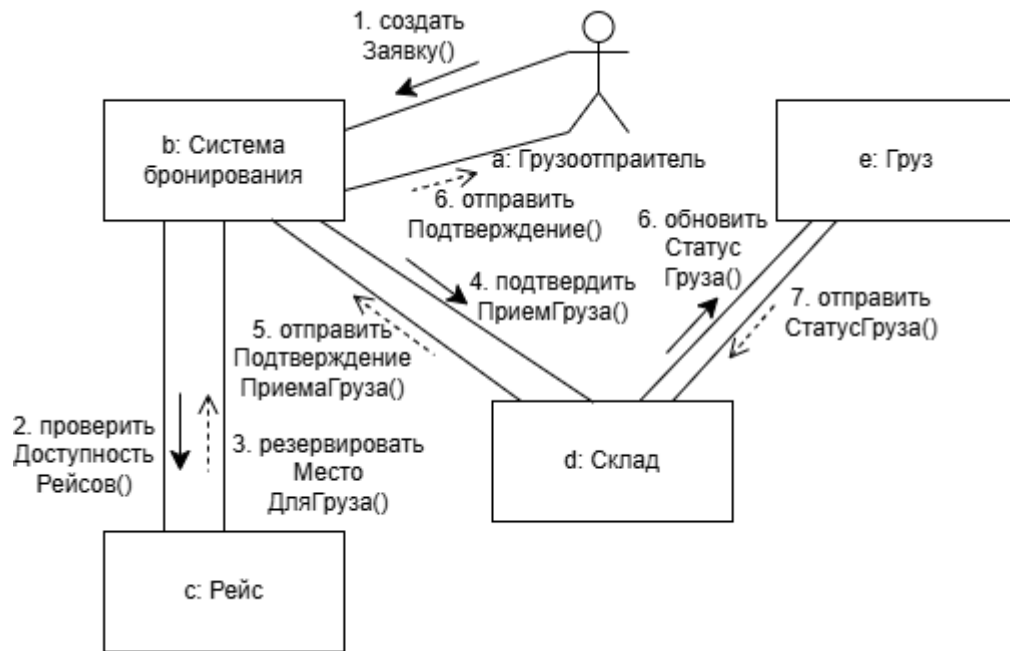 1. создать
Заявку()
b: Система
бронирования
a: Грузоотпраитель
e: Груз
6. отправить
Подтверждение()
6. обновить
Статус
Груза()
4. подтвердить
ПриемГруза()
7. отправить
СтатусГруза()
5. отправить
Подтверждение
ПриемаГруза()
2. проверить
Доступность
Рейсов()
3. резервировать
Место
ДляГруза()
d: Склад
c: Рейс